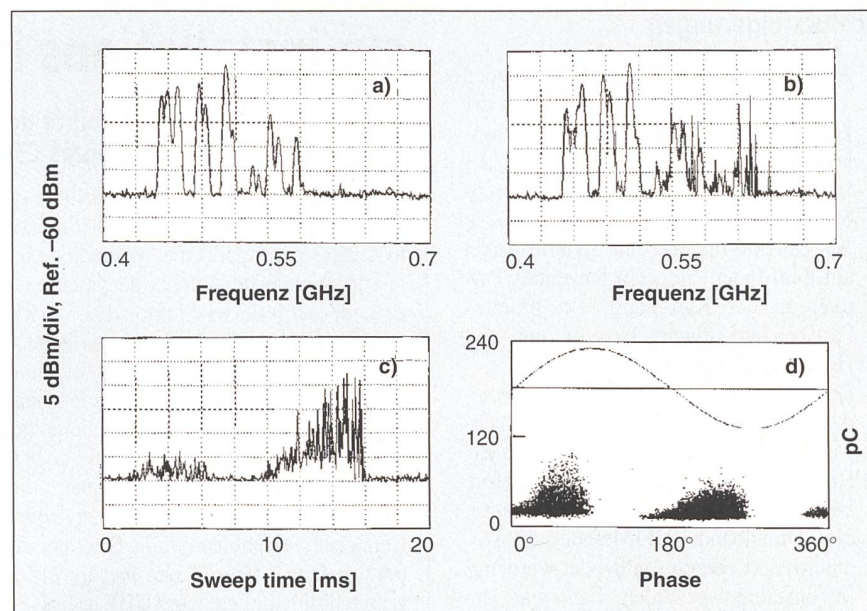 a)
b)
0.4 0.55 0.7
0.4 0.55 0.7
Frequenz [GHz]
Frequenz [GHz]
5 dBm/div, Ref. –60 dBm
c)
d)
240
120
0
pC
0 10 20
0° 180° 360°
Sweep time [ms]
Phase